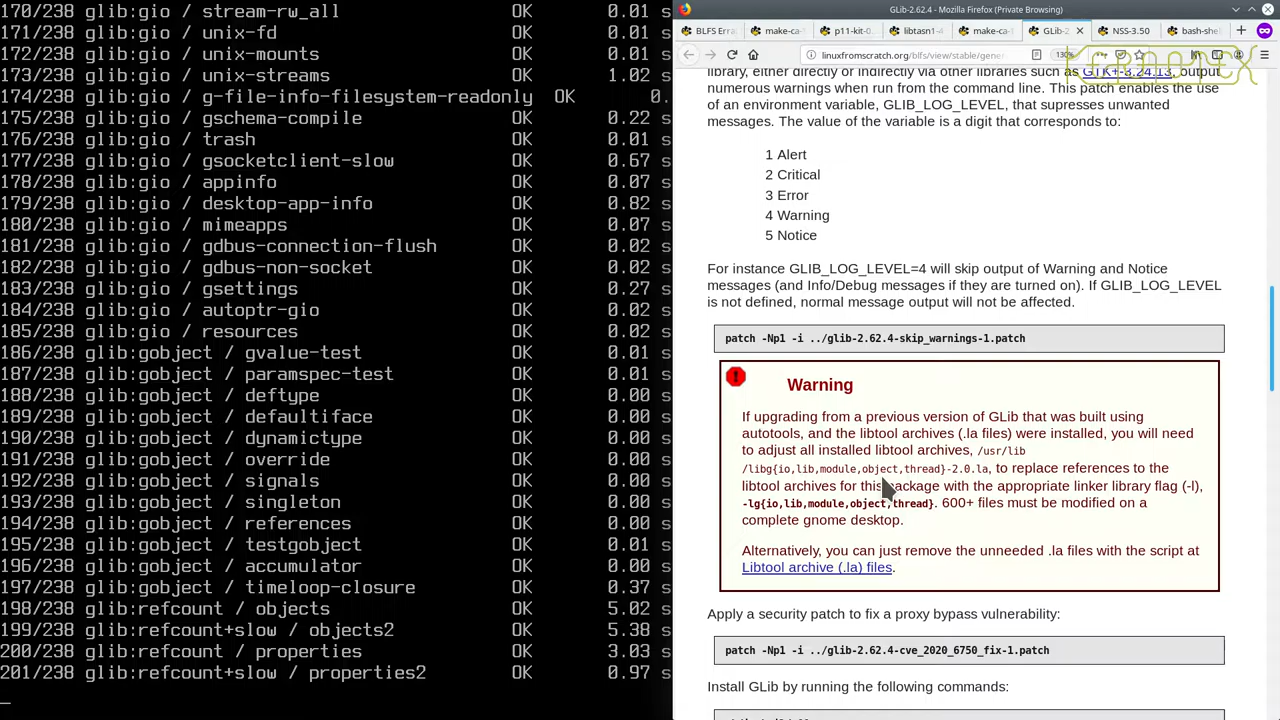 170/238 glib:gio / stream-rw_all OK 0.01 s
171/238 glib:gio / unix-fd OK 0.01 s
172/238 glib:gio / unix-mounts OK 0.02 s
173/238 glib:gio / unix-streams OK 1.02 s
174/238 glib:gio / g-file-info-filesystem-readonly OK 0.
175/238 glib:gio / gschema-compile OK 0.22 s
176/238 glib:gio / trash OK 0.01 s
177/238 glib:gio / gsocketclient-slow OK 0.67 s
178/238 glib:gio / appinfo OK 0.07 s
179/238 glib:gio / desktop-app-info OK 0.82 s
180/238 glib:gio / mimeapps OK 0.07 s
181/238 glib:gio / gdbus-connection-flush OK 0.02 s
182/238 glib:gio / gdbus-non-socket OK 0.02 s
183/238 glib:gio / gsettings OK 0.27 s
184/238 glib:gio / autoptr-gio OK 0.02 s
185/238 glib:gio / resources OK 0.02 s
186/238 glib:gobject / gvalue-test OK 0.01 s
187/238 glib:gobject / paramspec-test OK 0.01 s
188/238 glib:gobject / deftype OK 0.00 s
189/238 glib:gobject / defaultiface OK 0.00 s
190/238 glib:gobject / dynamictype OK 0.00 s
191/238 glib:gobject / override OK 0.00 s
192/238 glib:gobject / signals OK 0.00 s
193/238 glib:gobject / singleton OK 0.00 s
194/238 glib:gobject / references OK 0.00 s
195/238 glib:gobject / testgobject OK 0.01 s
196/238 glib:gobject / accumulator OK 0.00 s
197/238 glib:gobject / timeloop-closure OK 0.37 s
198/238 glib:refcount / objects OK 5.02 s
199/238 glib:refcount+slow / objects2 OK 5.38 s
200/238 glib:refcount / properties OK 3.03 s
201/238 glib:refcount+slow / properties2 OK 0.97 s
GLib-2.62.4 - Mozilla Firefox (Private Browsing)
BLFS Erra make-ca- p11-kit-0. libtasn1-4 make-ca- GLib-2 NSS-3.50 bash-shel
linuxfromscratch.org/blfs/view/stable/gene 130%
library, either directly or indirectly via other libraries such as GTK+-3.24.13, output
numerous warnings when run from the command line. This patch enables the use
of an environment variable, GLIB_LOG_LEVEL, that supresses unwanted
messages. The value of the variable is a digit that corresponds to:
1 Alert
2 Critical
3 Error
4 Warning
5 Notice
For instance GLIB_LOG_LEVEL=4 will skip output of Warning and Notice
messages (and Info/Debug messages if they are turned on). If GLIB_LOG_LEVEL
is not defined, normal message output will not be affected.
patch -Np1 -i ../glib-2.62.4-skip_warnings-1.patch
Warning
If upgrading from a previous version of GLib that was built using
autotools, and the libtool archives (.la files) were installed, you will need
to adjust all installed libtool archives, /usr/lib
/libg{io,lib,module,object,thread}-2.0.la, to replace references to the
libtool archives for this package with the appropriate linker library flag (-l),
-lg{io,lib,module,object,thread}. 600+ files must be modified on a
complete gnome desktop.
Alternatively, you can just remove the unneeded .la files with the script at
Libtool archive (.la) files.
Apply a security patch to fix a proxy bypass vulnerability:
patch -Np1 -i ../glib-2.62.4-cve_2020_6750_fix-1.patch
Install GLib by running the following commands: